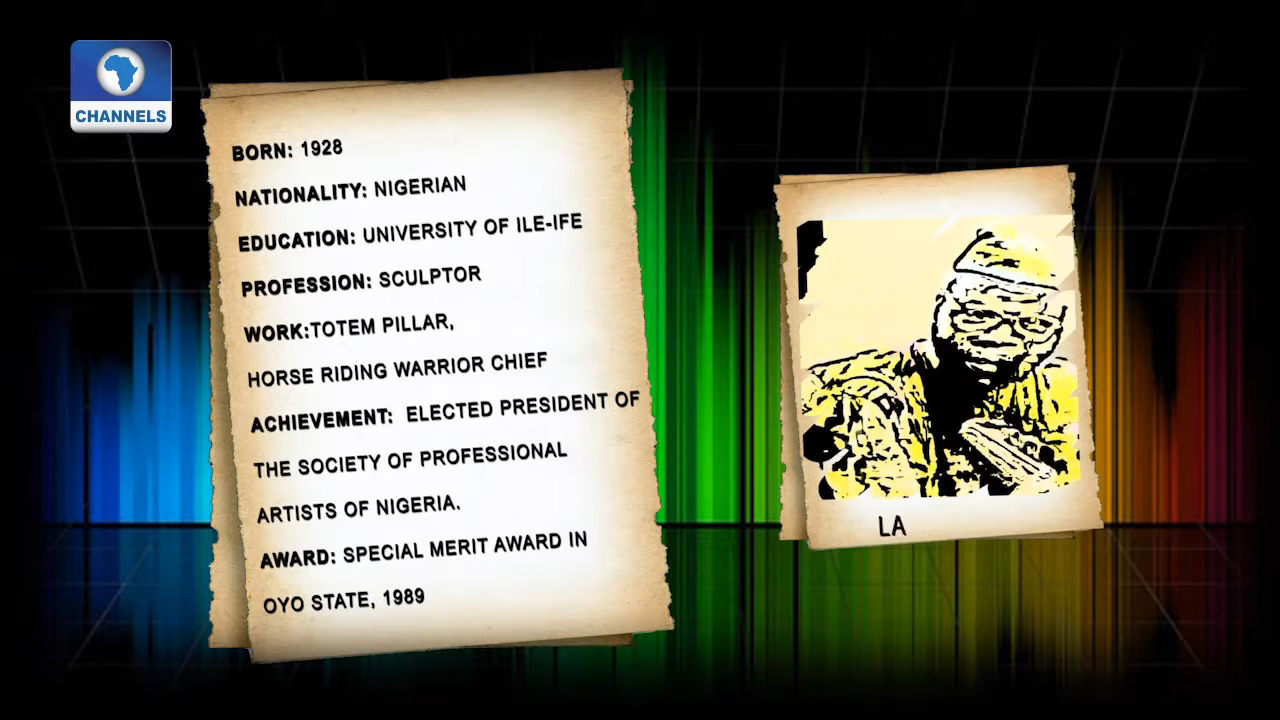 CHANNELS
BORN: 1928
NATIONALITY: NIGERIAN
EDUCATION: UNIVERSITY OF ILE-IFE
PROFESSION: SCULPTOR
WORK:TOTEM PILLAR,
HORSE RIDING WARRIOR CHIEF
ACHIEVEMENT: ELECTED PRESIDENT OF
THE SOCIETY OF PROFESSIONAL
ARTISTS OF NIGERIA.
AWARD: SPECIAL MERIT AWARD IN
OYO STATE, 1989
LA